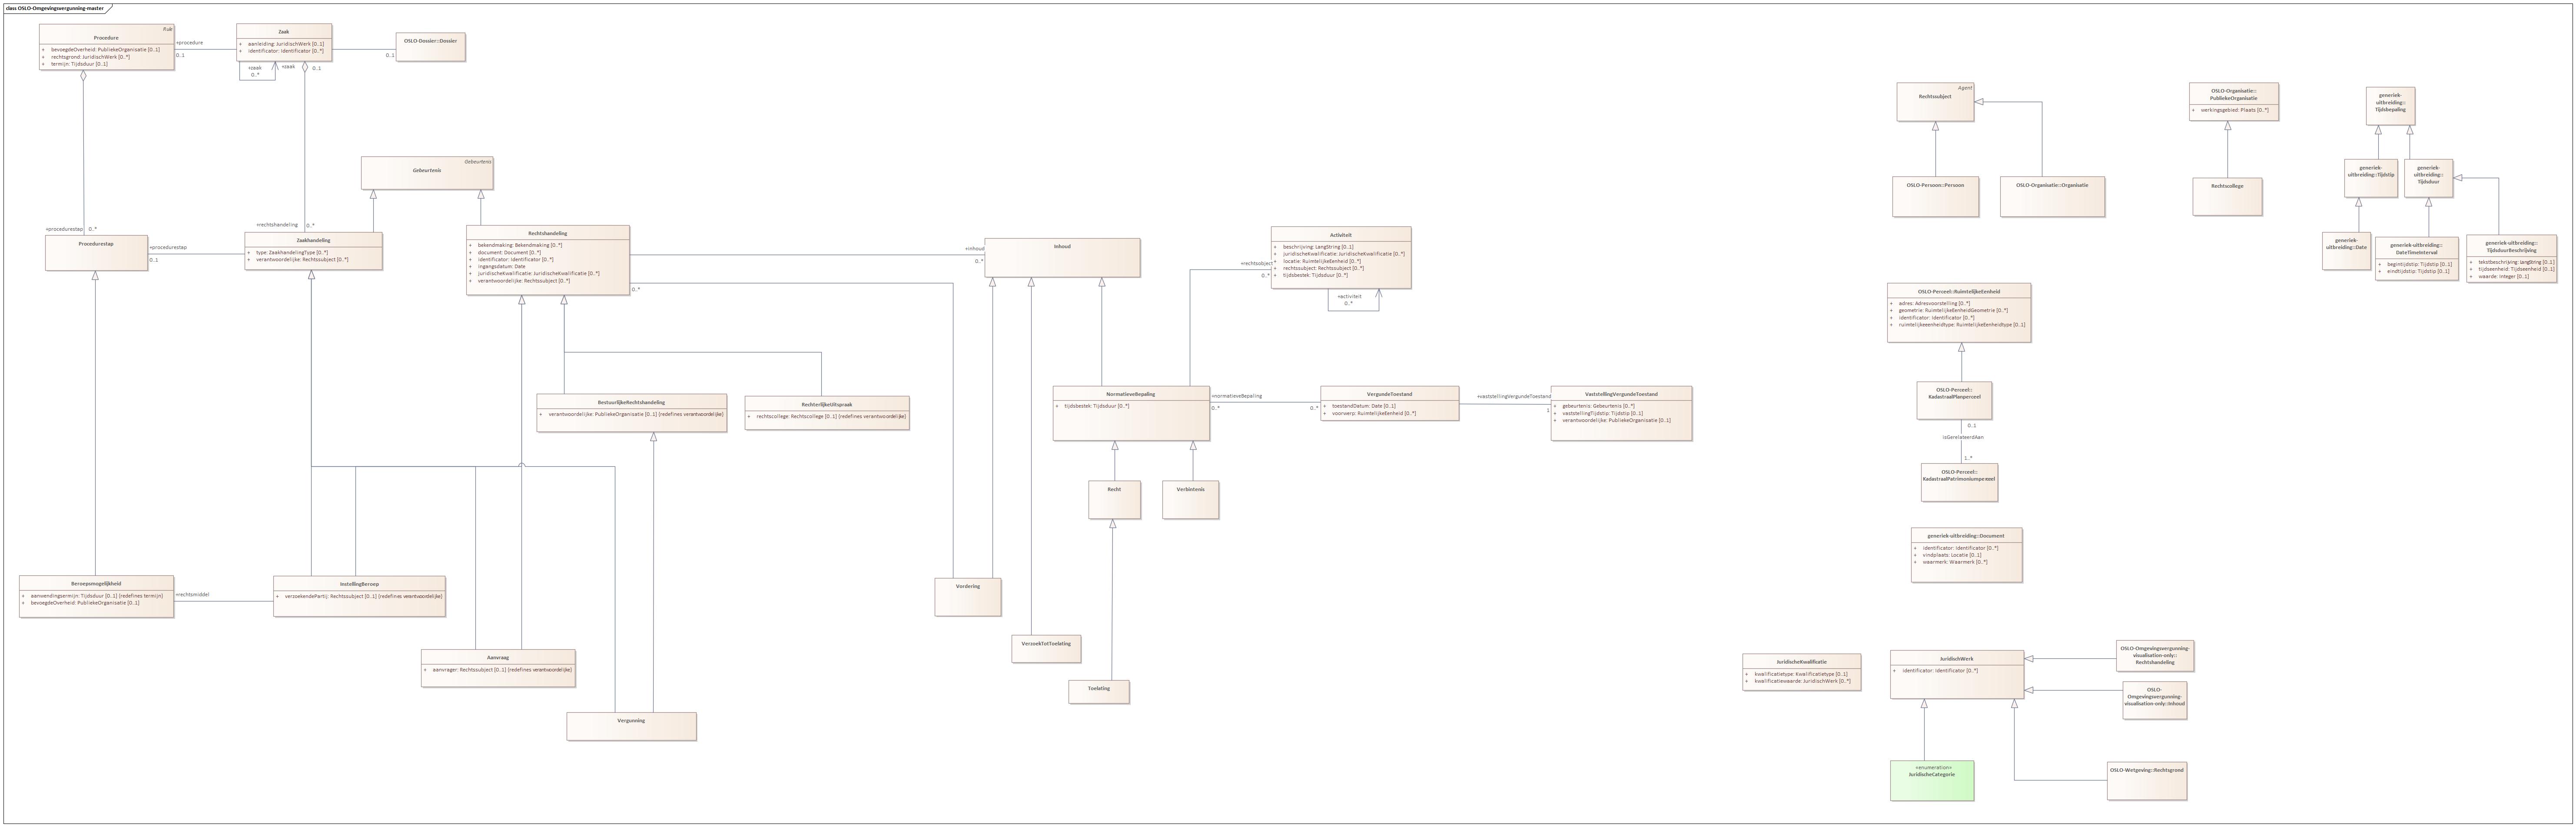 class OSLO-Omgevingsvergunning-master
Rule
Procedure
+ bevoegdeOverheid: PubliekeOrganisatie [0..1]
+ rechtsgrond: JuridischWerk [0..*]
+ termijn: Tijdsduur [0..1]
+procedure
0..1
Zaak
+ aanleiding: JuridischWerk [0..1]
+ identificator: Identificator [0..*]
+zaak
0..*
+zaak
0..1
0..1
OSLO-Dossier::Dossier
Gebeurtenis
Gebeurtenis
+procedurestap
0..*
Procedurestap
+procedurestap
0..1
+rechtshandeling
0..*
Zaakhandeling
+ type: ZaakhandelingType [0..*]
+ verantwoordelijke: Rechtssubject [0..*]
Rechtshandeling
+ bekendmaking: Bekendmaking [0..*]
+ document: Document [0..*]
+ identificator: Identificator [0..*]
+ ingangsdatum: Date
+ juridischeKwalificatie: JuridischeKwalificatie [0..*]
+ verantwoordelijke: Rechtssubject [0..*]
0..*
+inhoud
0..*
Inhoud
Activiteit
+ beschrijving: LangString [0..1]
+ juridischeKwalificatie: JuridischeKwalificatie [0..*]
+ locatie: RuimtelijkeEenheid [0..*]
+ rechtssubject: Rechtssubject [0..*]
+ tijdsbestek: Tijdsduur [0..*]
+rechtsobject
0..*
+activiteit
0..*
BestuurlijkeRechtshandeling
+ verantwoordelijke: PubliekeOrganisatie [0..1] {redefines verantwoordelijke}
RechterlijkeUitspraak
+ rechtscollege: Rechtscollege [0..1] {redefines verantwoordelijke}
NormatieveBepaling
+ tijdsbestek: Tijdsduur [0..*]
+normatieveBepaling
0..*
0..*
VergundeToestand
+ toestandDatum: Date [0..1]
+ voorwerp: RuimtelijkeEenheid [0..*]
+vaststellingVergundeToestand
1
VaststellingVergundeToestand
+ gebeurtenis: Gebeurtenis [0..*]
+ vaststellingTijdstip: Tijdstip [0..1]
+ verantwoordelijke: PubliekeOrganisatie [0..1]
Recht
Verbintenis
Beroepsmogelijkheid
+ aanwendingstermijn: Tijdsduur [0..1] {redefines termijn}
+ bevoegdeOverheid: PubliekeOrganisatie [0..1]
+rechtsmiddel
InstellingBeroep
+ verzoekendePartij: Rechtssubject [0..1] {redefines verantwoordelijke}
Vordering
VerzoekTotToelating
Aanvraag
+ aanvrager: Rechtssubject [0..1] {redefines verantwoordelijke}
Toelating
Vergunning
Agent
Rechtssubject
OSLO-Persoon::Persoon
OSLO-Organisatie::Organisatie
OSLO-Organisatie::
PubliekeOrganisatie
+ werkingsgebied: Plaats [0..*]
Rechtscollege
generiek-
uitbreiding::
Tijdsbepaling
generiek-
uitbreiding::Tijdstip
generiek-
uitbreiding::
Tijdsduur
generiek-
uitbreiding::Date
generiek-uitbreiding::
DateTimeInterval
+ begintijdstip: Tijdstip [0..1]
+ eindtijdstip: Tijdstip [0..1]
generiek-uitbreiding::
TijdsduurBeschrijving
+ tekstbeschrijving: LangString [0..1]
+ tijdseenheid: Tijdseenheid [0..1]
+ waarde: Integer [0..1]
OSLO-Perceel::RuimtelijkeEenheid
+ adres: Adresvoorstelling [0..*]
+ geometrie: RuimtelijkeEenheidGeometrie [0..*]
+ identificator: Identificator [0..*]
+ ruimtelijkeeenheidtype: RuimtelijkeEenheidtype [0..1]
OSLO-Perceel::
KadastraalPlanperceel
0..1
isGerelateerdAan
1..*
OSLO-Perceel::
KadastraalPatrimoniumperceel
generiek-uitbreiding::Document
+ identificator: Identificator [0..*]
+ vindplaats: Locatie [0..1]
+ waarmerk: Waarmerk [0..*]
JuridischeKwalificatie
+ kwalificatietype: Kwalificatietype [0..1]
+ kwalificatiewaarde: JuridischWerk [0..*]
JuridischWerk
+ identificator: Identificator [0..*]
OSLO-Omgevingsvergunning-
visualisation-only::
Rechtshandeling
OSLO-
Omgevingsvergunning-
visualisation-only::Inhoud
«enumeration»
JuridischeCategorie
OSLO-Wetgeving::Rechtsgrond